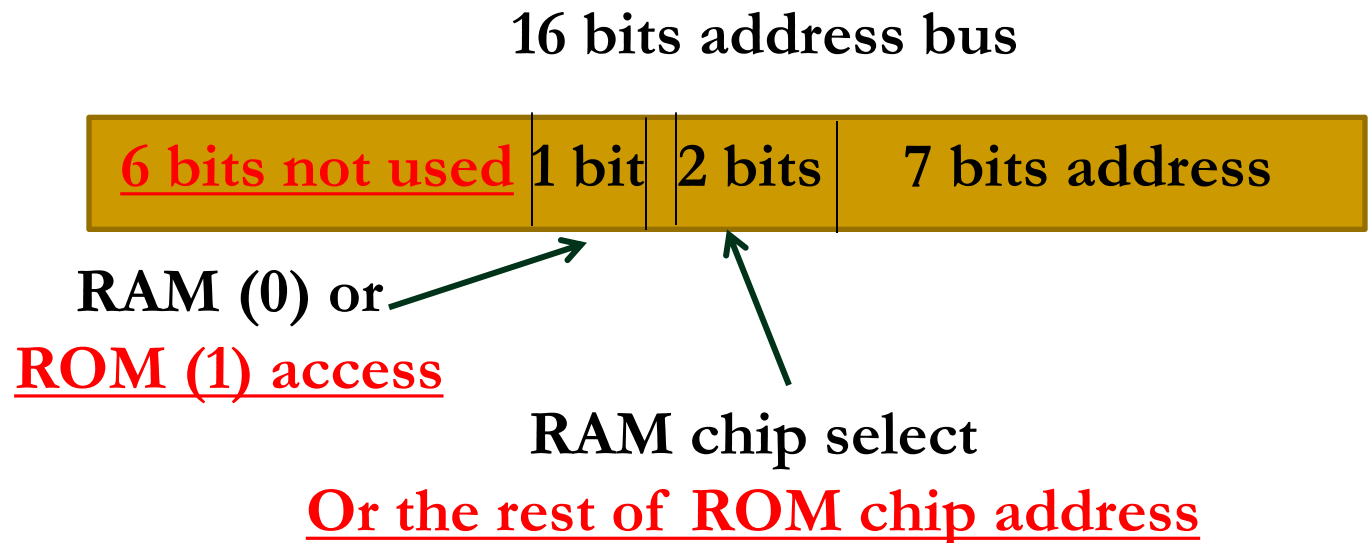 16 bits address bus
6 bits not used 1 bit 2 bits 7 bits address
RAM (0) or
ROM (1) access
RAM chip select
Or the rest of ROM chip address